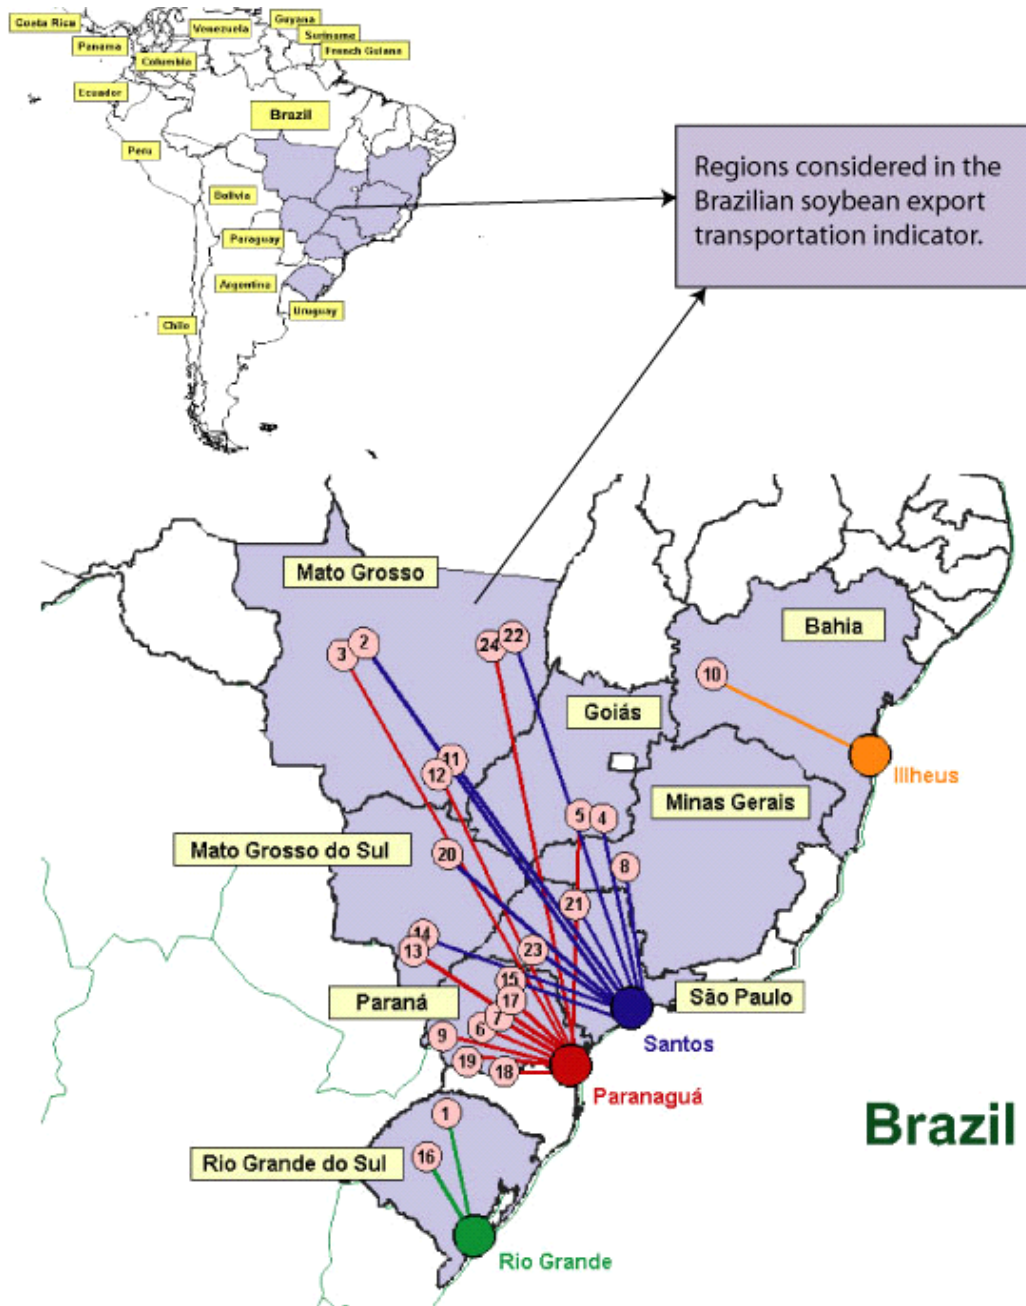 Costa Rica
Panama
Columbia
Venezuela
Guyana
Suriname
French Guiana
Ecuador
Brazil
Peru
Bolivia
Paraguay
Argentina
Uruguay
Chile
Regions considered in the
Brazilian soybean export
transportation indicator.
Mato Grosso
Bahia
3
2
24
22
10
Goiás
11
12
Illheus
Minas Gerais
5
4
Mato Grosso do Sul
20
8
21
14
13
23
15
17
Paraná
7
6
9
19
18
São Paulo
Santos
Paranaguá
Brazil
1
16
Rio Grande do Sul
Rio Grande